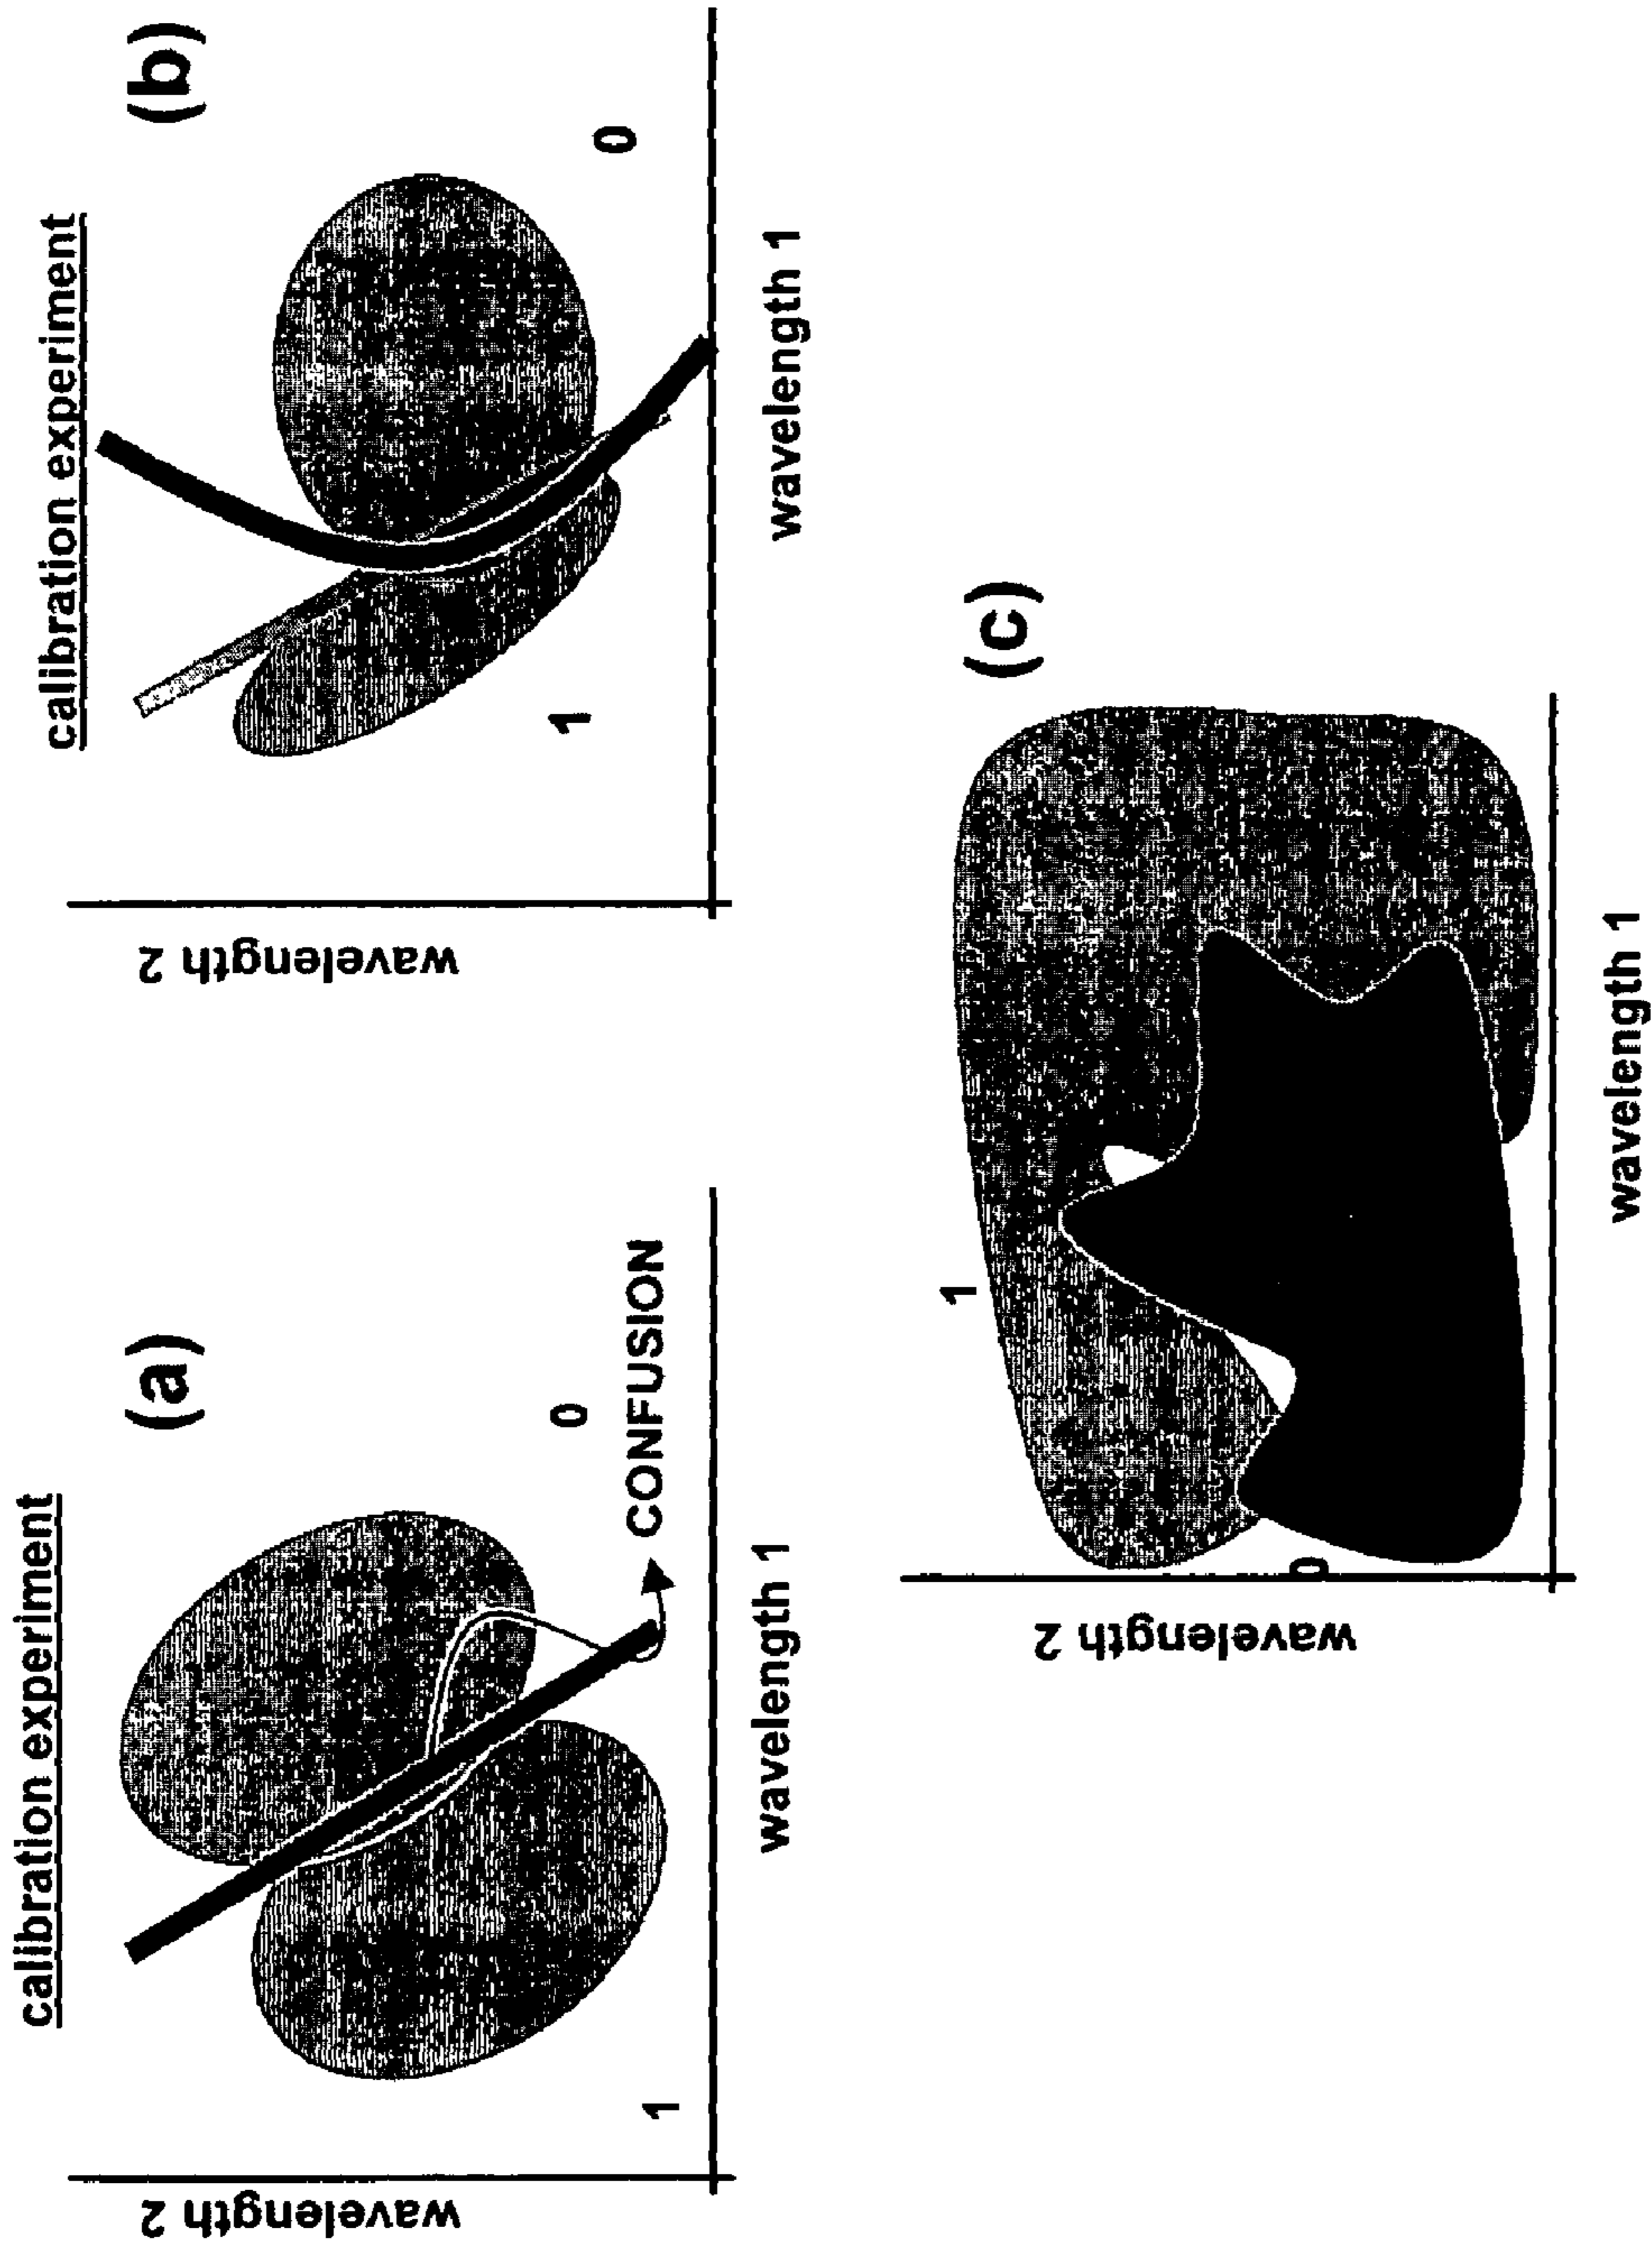 calibration experiment
(a)
wavelength 2
1
0
CONFUSION
wavelength 1
calibration experiment
(b)
wavelength 2
1
0
wavelength 1
(c)
1
wavelength 2
0
wavelength 1